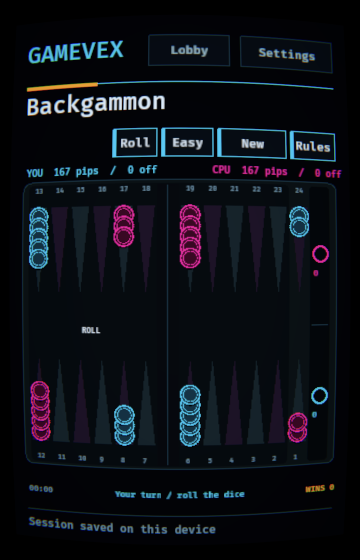 GAMEVEX Lobby Settings
Backgammon
Roll Easy New Rules
YOU 167 pips / 0 off CPU 167 pips / 0 off
13 14 15 16 17 18 19 20 21 22 23 24
0
ROLL
0
12 11 10 9 8 7 6 5 4 3 2 1
00:00 Your turn / roll the dice WINS 0
Session saved on this device